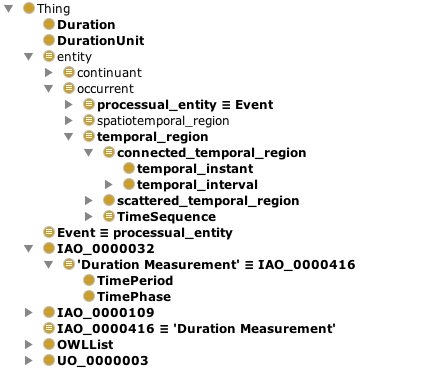 Thing
Duration
DurationUnit
entity
continuant
occurrent
processual_entity ≡ Event
spatiotemporal_region
temporal_region
connected_temporal_region
temporal_instant
temporal_interval
scattered_temporal_region
TimeSequence
Event ≡ processual_entity
IAO_0000032
'Duration Measurement' ≡ IAO_0000416
TimePeriod
TimePhase
IAO_0000109
IAO_0000416 ≡ 'Duration Measurement'
OWLList
UO_0000003